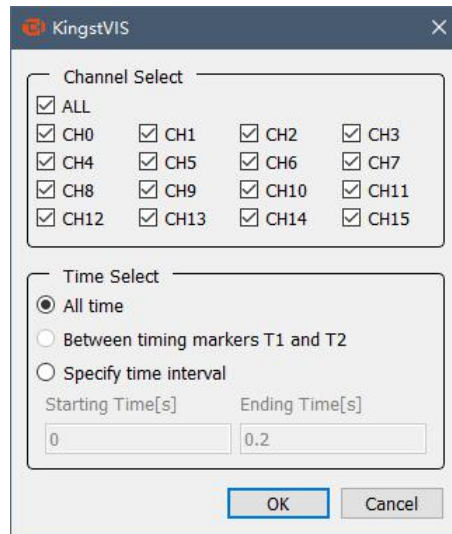 KingstVIS
Channel Select
ALL
CH0 CH1 CH2 CH3
CH4 CH5 CH6 CH7
CH8 CH9 CH10 CH11
CH12 CH13 CH14 CH15
Time Select
All time
Between timing markers T1 and T2
Specify time interval
Starting Time[s] Ending Time[s]
0 0.2
OK Cancel